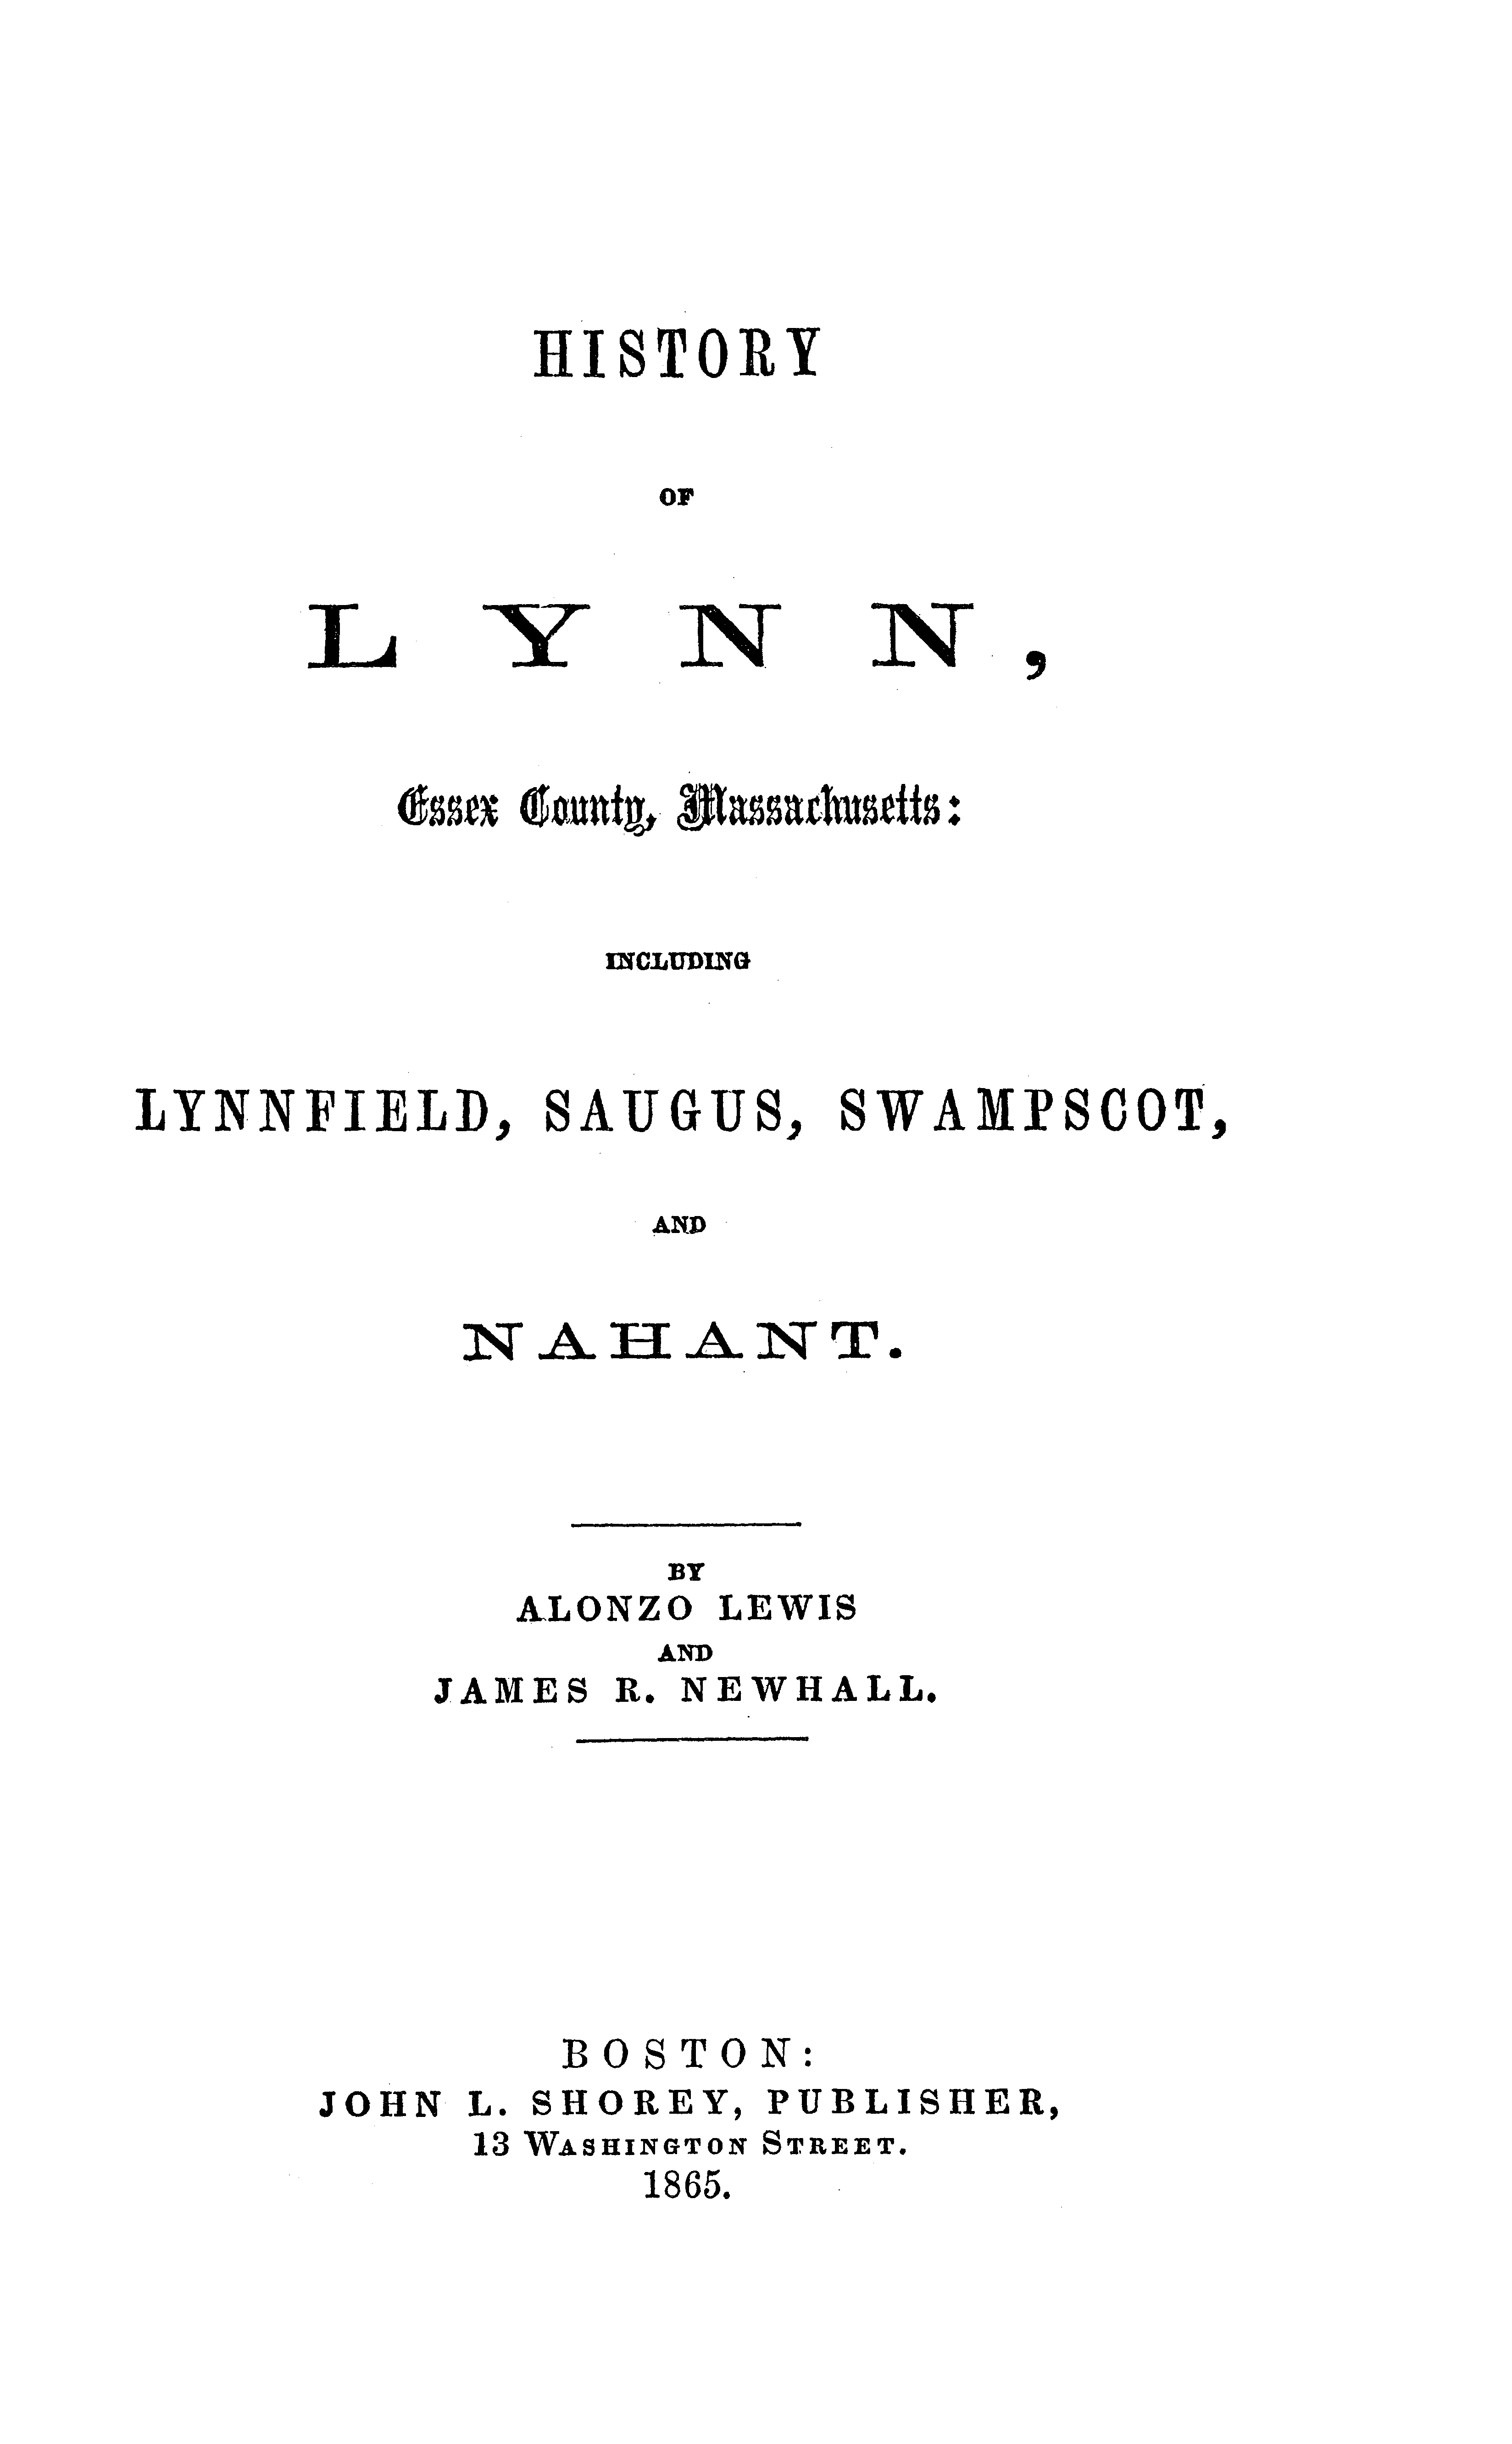 HISTORY
OF
LYNN,
Essex County, Massachusetts:
INCLUDING
LYNNFIELD, SAUGUS, SWAMPSCOT,
AND
NAHANT.
BY
ALONZO LEWIS
AND
JAMES R. NEWHALL.
BOSTON:
JOHN L. SHOREY, PUBLISHER,
13 WASHINGTON STREET.
1865.